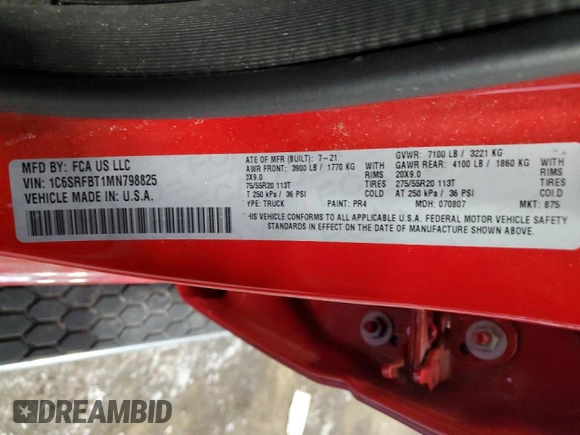 MFD BY: FCA US LLC
VIN: 1C6SRFBT1MN798825
VEHICLE MADE IN: U.S.A.
ATE OF MFR (BUILT): 7-21 GVWR: 7100 LB / 3221 KG
AWR FRONT: 3900 LB / 1770 KG GAWR REAR: 4100 LB / 1860 KG
0X9.0 RIMS 20X9.0 RIMS
75/55R20 113T TIRES 275/55R20 113T TIRES
T 250 kPa / 36 PSI COLD AT 250 kPa / 36 PSI COLD
YPE: TRUCK PAINT: PR4 MDH: 070807 MKT: 875
HIS VEHICLE CONFORMS TO ALL APPLICABLE U.S.A. FEDERAL MOTOR VEHICLE SAFETY
STANDARDS IN EFFECT ON THE DATE OF MANUFACTURE SHOWN ABOVE
DREAMBID